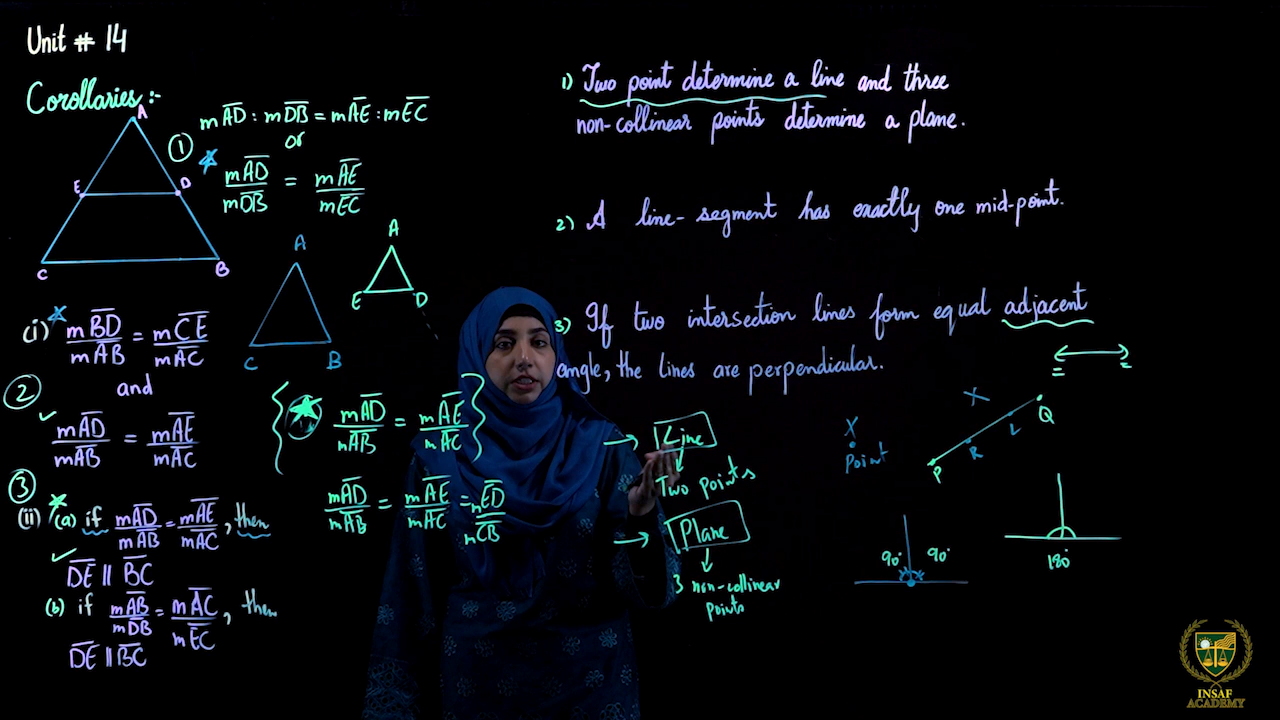 Unit # 14
Corollaries :-
A
E
D
C
B
①
mAD : mDB = mAE : mEC
or
mAD/mDB = mAE/mEC
A
C
B
A
E
D
(i) mBD/mAB = mCE/mAC
②
and
mAD/mAB = mAE/mAC
③
(ii) (a) if mAD/mAB = mAE/mAC, then
DE || BC
(b) if mAB/mDB = mAC/mEC, then
DE || BC
mAD/mAB = mAE/mAC
mAD/mAB = mAE/mAC = mED/mCB
1) Two point determine a line and three
non-collinear points determine a plane.
2) A line-segment has exactly one mid-point.
3) If two intersection lines form equal adjacent
angle, the lines are perpendicular.
→ Line
Two points
→ Plane
3 non-collinear
points
X
Point
X
P
R
L
Q
90°
90°
180°
INSAF
ACADEMY